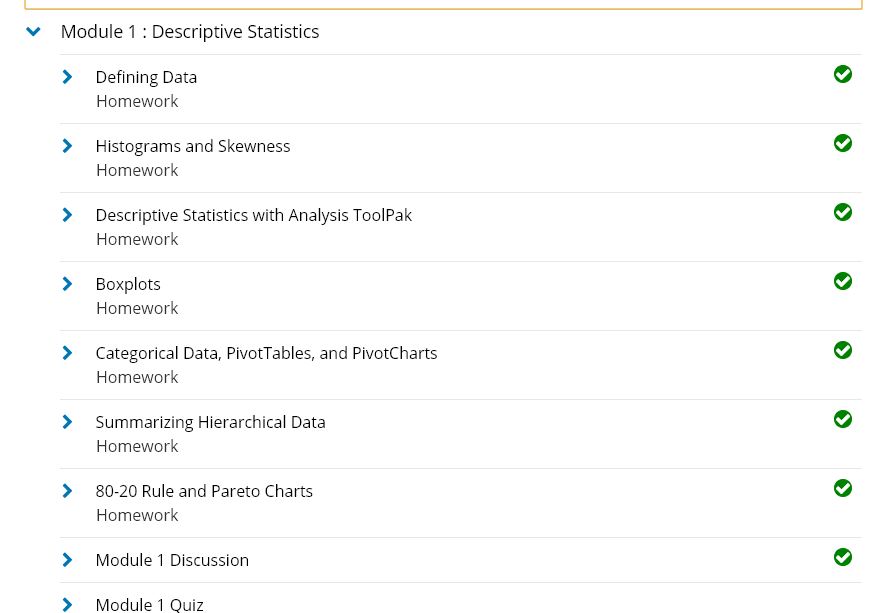 Module 1 : Descriptive Statistics
Defining Data
Homework
Histograms and Skewness
Homework
Descriptive Statistics with Analysis ToolPak
Homework
Boxplots
Homework
Categorical Data, PivotTables, and PivotCharts
Homework
Summarizing Hierarchical Data
Homework
80-20 Rule and Pareto Charts
Homework
Module 1 Discussion
Module 1 Quiz